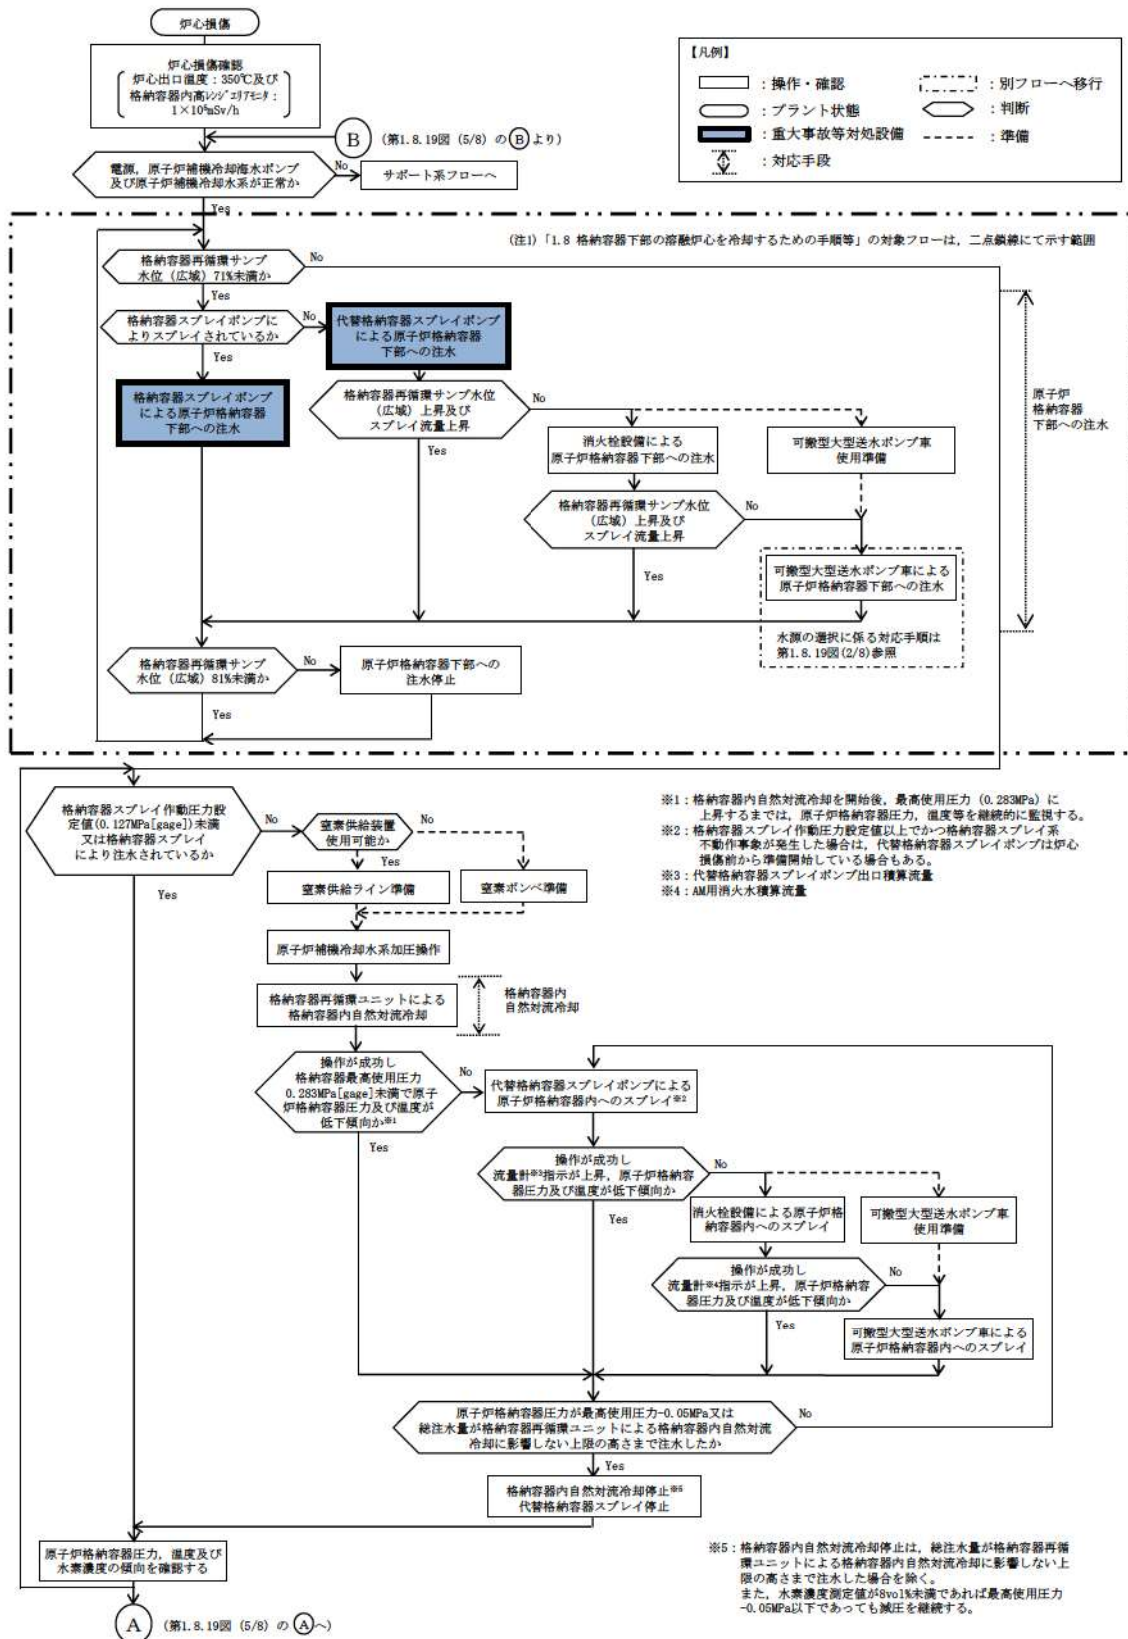 炉心損傷
炉心損傷確認
炉心出口温度：350℃及び
格納容器内高ﾚﾝｼﾞｴﾘｱﾓﾆﾀ：
1×10⁵mSv/h
B
(第1.8.19図 (5/8) の B より)
電源，原子炉補機冷却海水ポンプ
及び原子炉補機冷却水系が正常か
No
サポート系フローへ
Yes
【凡例】
：操作・確認
：別フローへ移行
：プラント状態
：判断
：重大事故等対処設備
：準備
：対応手段
(注1)「1.8 格納容器下部の溶融炉心を冷却するための手順等」の対象フローは，二点鎖線にて示す範囲
格納容器再循環サンプ
水位（広域）71%未満か
No
Yes
格納容器スプレイポンプに
よりスプレイされているか
No
Yes
代替格納容器スプレイポンプ
による原子炉格納容器
下部への注水
格納容器スプレイポンプ
による原子炉格納容器
下部への注水
格納容器再循環サンプ水位
（広域）上昇及び
スプレイ流量上昇
No
Yes
消火栓設備による
原子炉格納容器下部への注水
可搬型大型送水ポンプ車
使用準備
原子炉
格納容器
下部への注水
格納容器再循環サンプ水位
（広域）上昇及び
スプレイ流量上昇
No
Yes
可搬型大型送水ポンプ車による
原子炉格納容器下部への注水
水源の選択に係る対応手順は
第1.8.19図(2/8)参照
格納容器再循環サンプ
水位（広域）81%未満か
No
Yes
原子炉格納容器下部への
注水停止
格納容器スプレイ作動圧力設
定値(0.127MPa[gage])未満
又は格納容器スプレイ
により注水されているか
No
Yes
窒素供給装置
使用可能か
No
Yes
窒素供給ライン準備
窒素ボンベ準備
原子炉補機冷却水系加圧操作
格納容器再循環ユニットによる
格納容器内自然対流冷却
格納容器内
自然対流冷却
※1：格納容器内自然対流冷却を開始後，最高使用圧力（0.283MPa）に
上昇するまでは，原子炉格納容器圧力，温度等を継続的に監視する。
※2：格納容器スプレイ作動圧力設定値以上でかつ格納容器スプレイ系
不動作事象が発生した場合は，代替格納容器スプレイポンプは炉心
損傷前から準備開始している場合もある。
※3：代替格納容器スプレイポンプ出口積算流量
※4：AM用消火水積算流量
操作が成功し
格納容器最高使用圧力
0.283MPa[gage]未満で原子
炉格納容器圧力及び温度が
低下傾向か※1
No
Yes
代替格納容器スプレイポンプによる
原子炉格納容器内へのスプレイ※2
操作が成功し
流量計※3指示が上昇，原子炉格納容
器圧力及び温度が低下傾向か
No
Yes
消火栓設備による原子炉格
納容器内へのスプレイ
可搬型大型送水ポンプ車
使用準備
操作が成功し
流量計※4指示が上昇，原子炉格納容
器圧力及び温度が低下傾向か
No
Yes
可搬型大型送水ポンプ車による
原子炉格納容器内へのスプレイ
原子炉格納容器圧力が最高使用圧力-0.05MPa又は
総注水量が格納容器再循環ユニットによる格納容器内自然対流
冷却に影響しない上限の高さまで注水したか
No
Yes
格納容器内自然対流冷却停止※5
代替格納容器スプレイ停止
原子炉格納容器圧力，温度及び
水素濃度の傾向を確認する
※5：格納容器内自然対流冷却停止は，総注水量が格納容器再循
環ユニットによる格納容器内自然対流冷却に影響しない上
限の高さまで注水した場合を除く。
また，水素濃度測定値が8vol%未満であれば最高使用圧力
-0.05MPa以下であっても減圧を継続する。
A
(第1.8.19図 (5/8) の A へ)